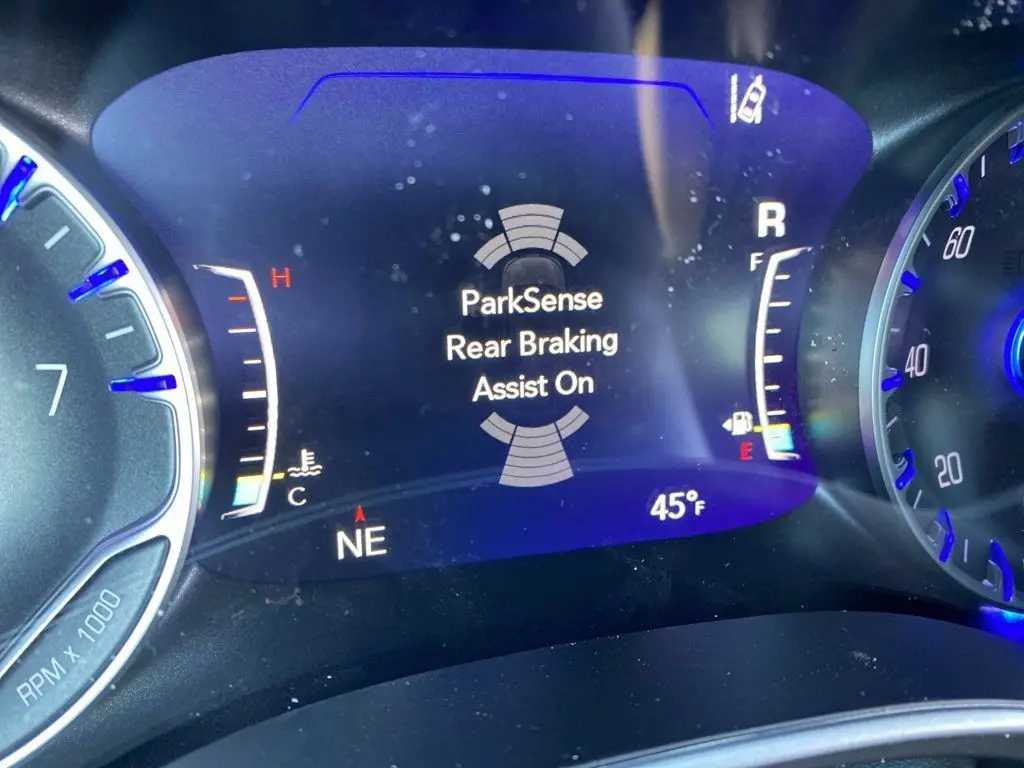 R
H
F
ParkSense
Rear Braking
Assist On
E
C
NE
45°F
7
RPM x 1000
60
40
20